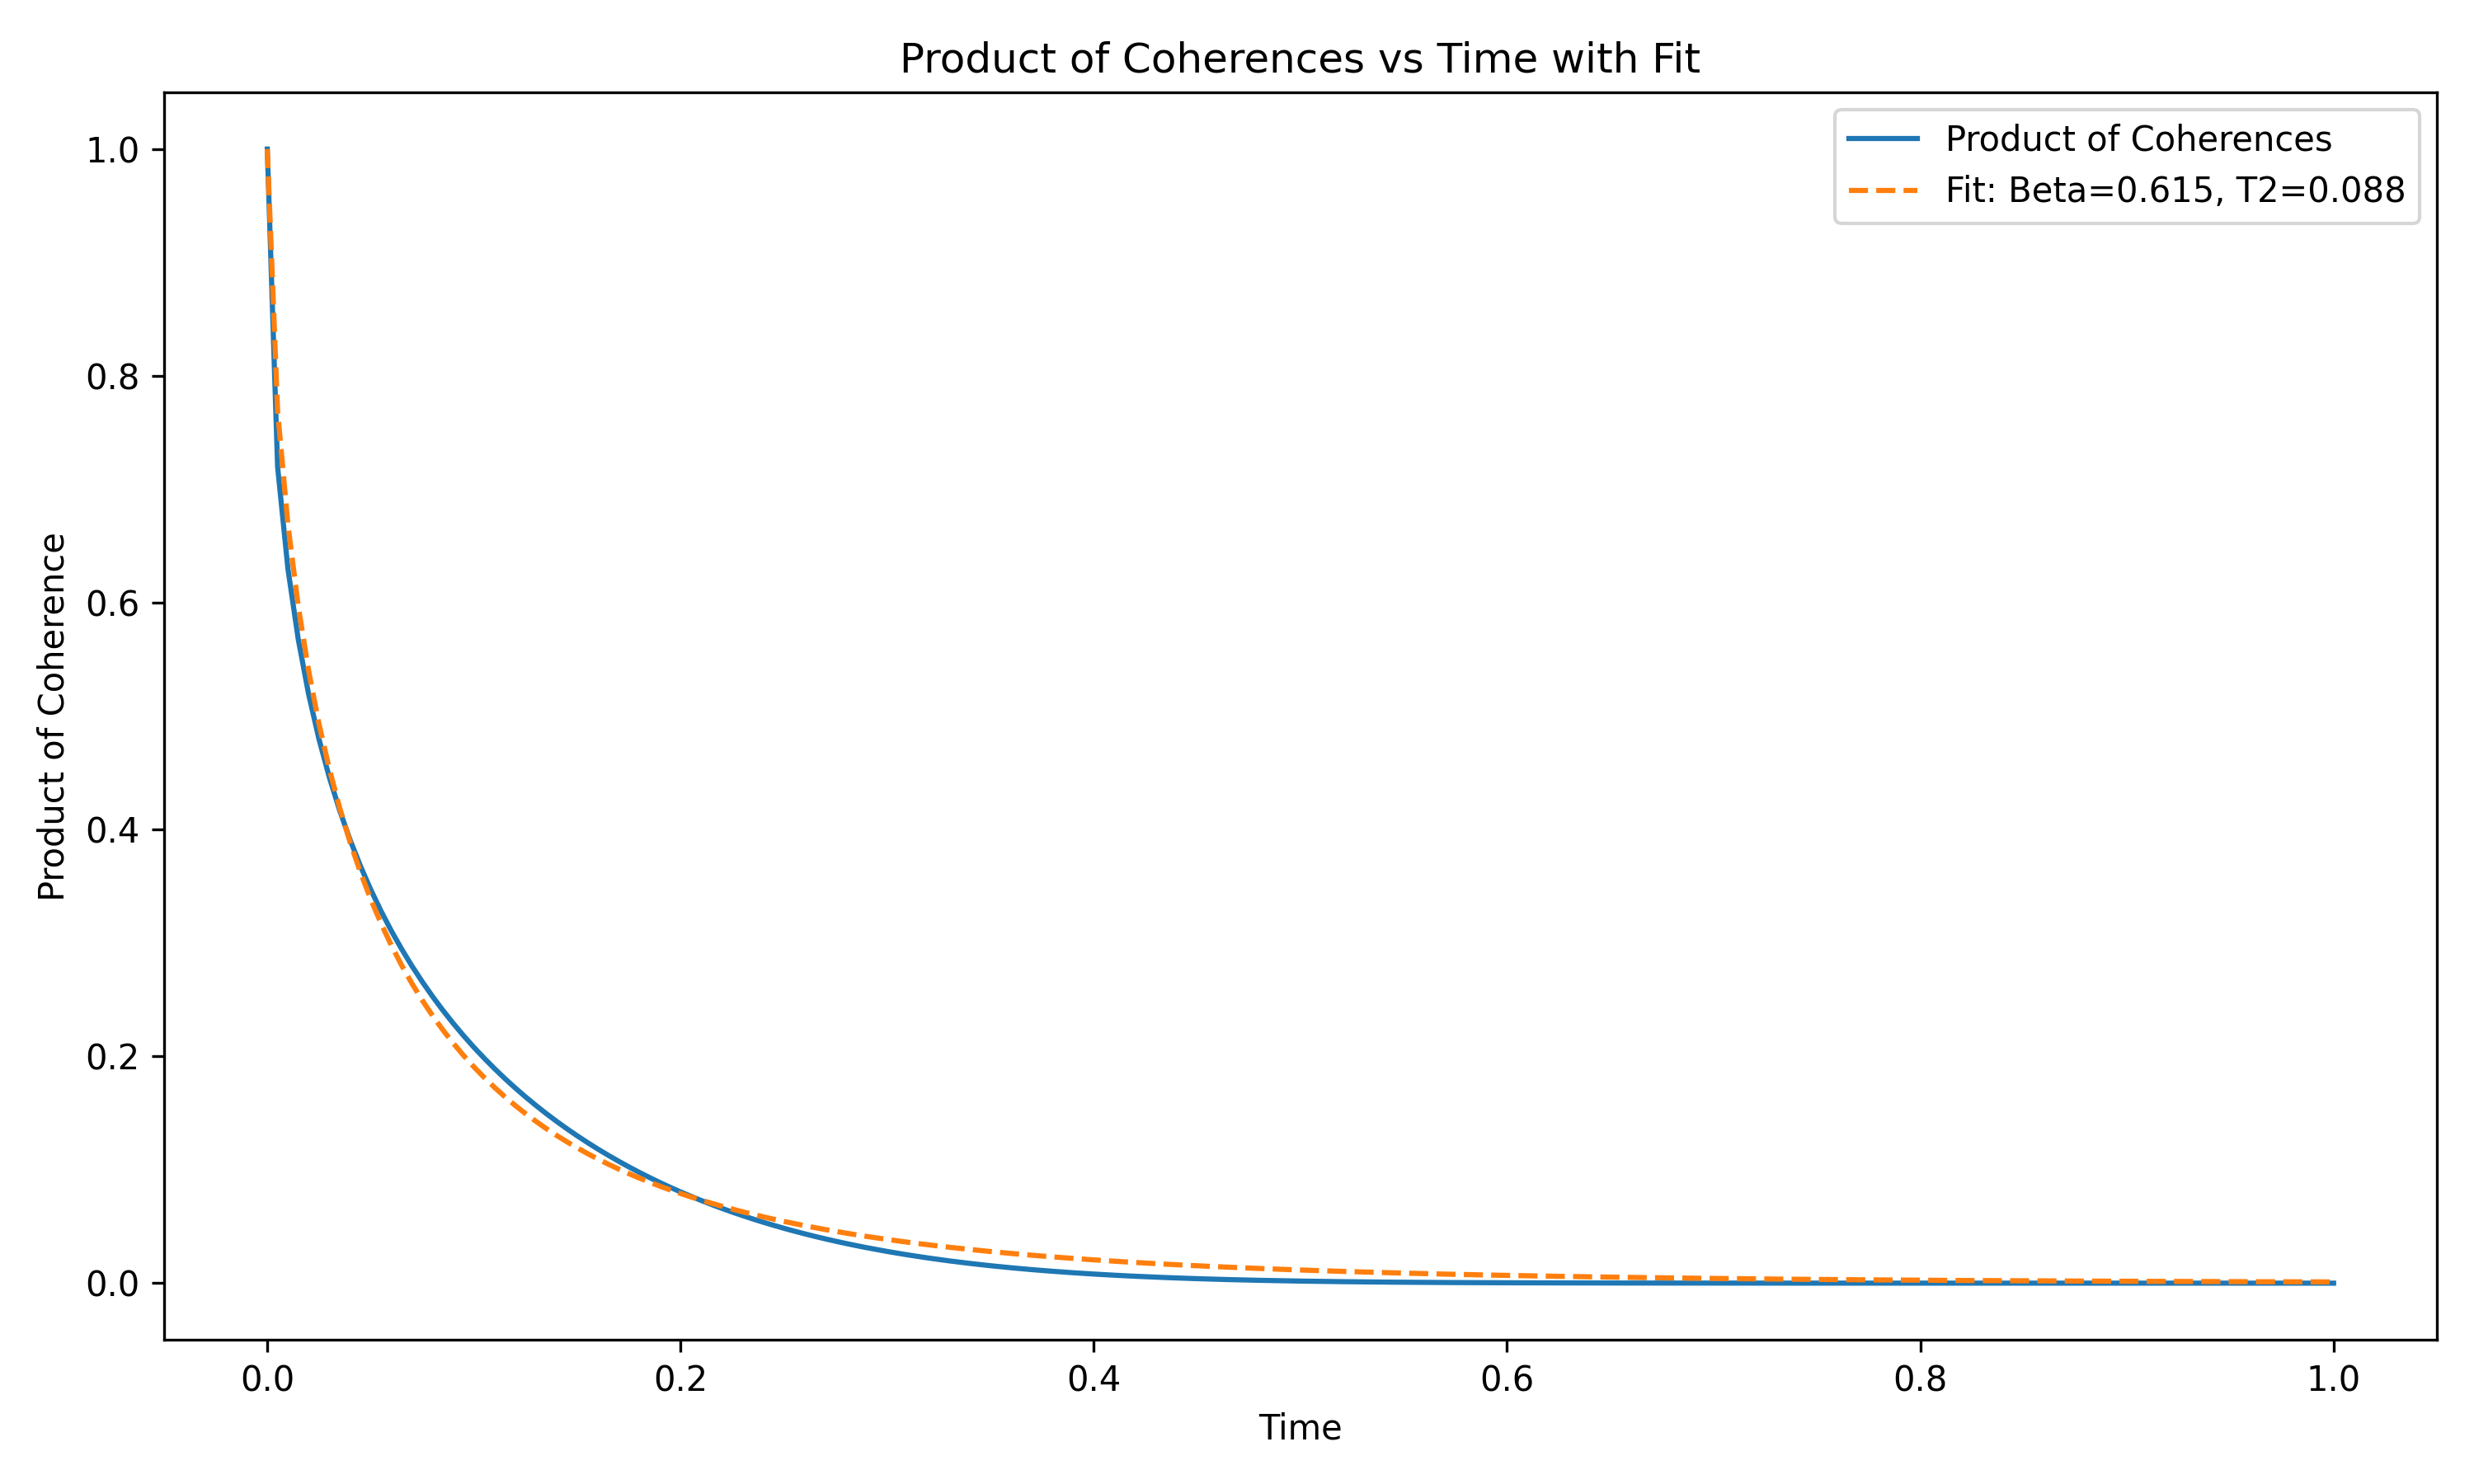 Product of Coherences vs Time with Fit
Product of Coherences
Fit: Beta=0.615, T2=0.088
Product of Coherence
1.0
0.8
0.6
0.4
0.2
0.0
0.0 0.2 0.4 0.6 0.8 1.0
Time